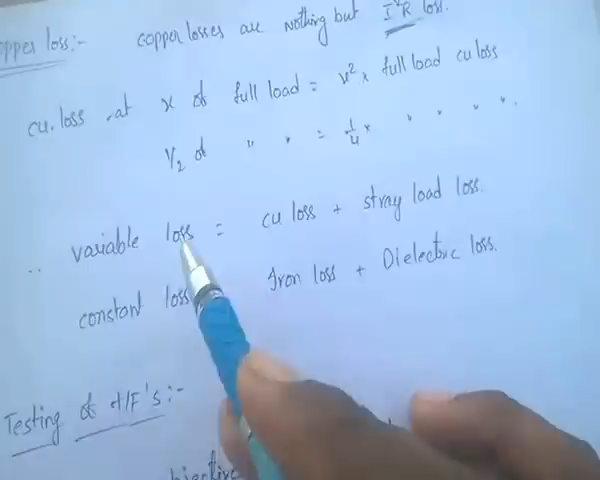 copper loss:- copper losses are nothing but I²R loss.
cu. loss at x of full load = x² x full load cu loss
1/2 of " " = 1/4 x " " " ".
∴ variable loss = cu loss + stray load loss.
constant loss Iron loss + Dielectric loss.
Testing of t/F's :-